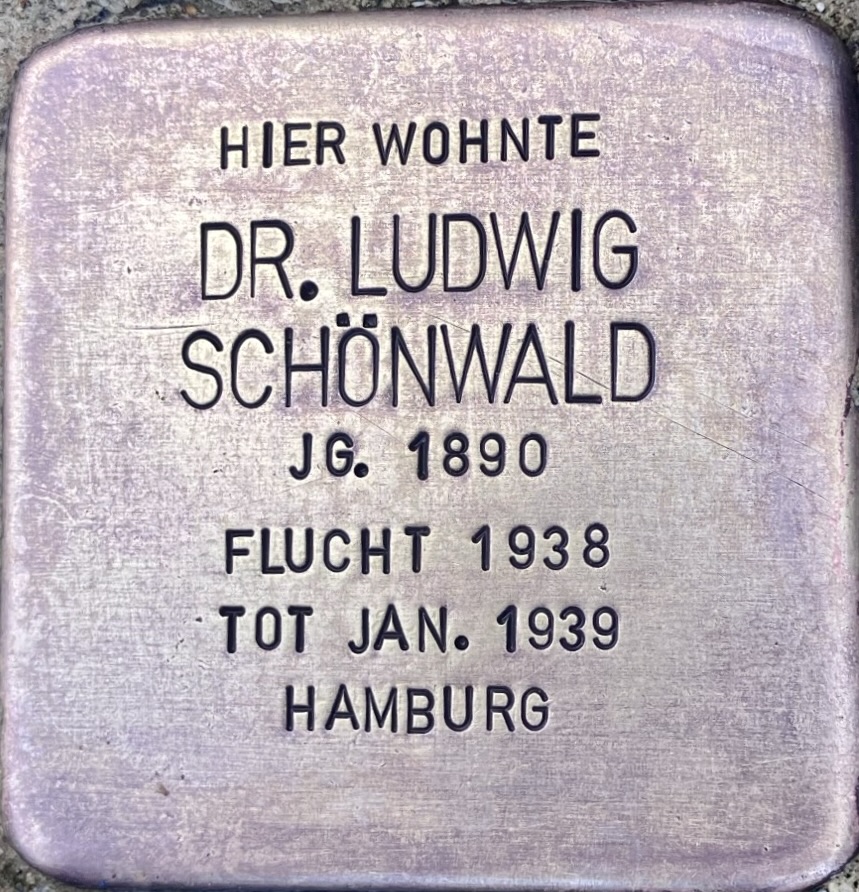 HIER WOHNTE
DR. LUDWIG
SCHÖNWALD
JG. 1890
FLUCHT 1938
TOT JAN. 1939
HAMBURG